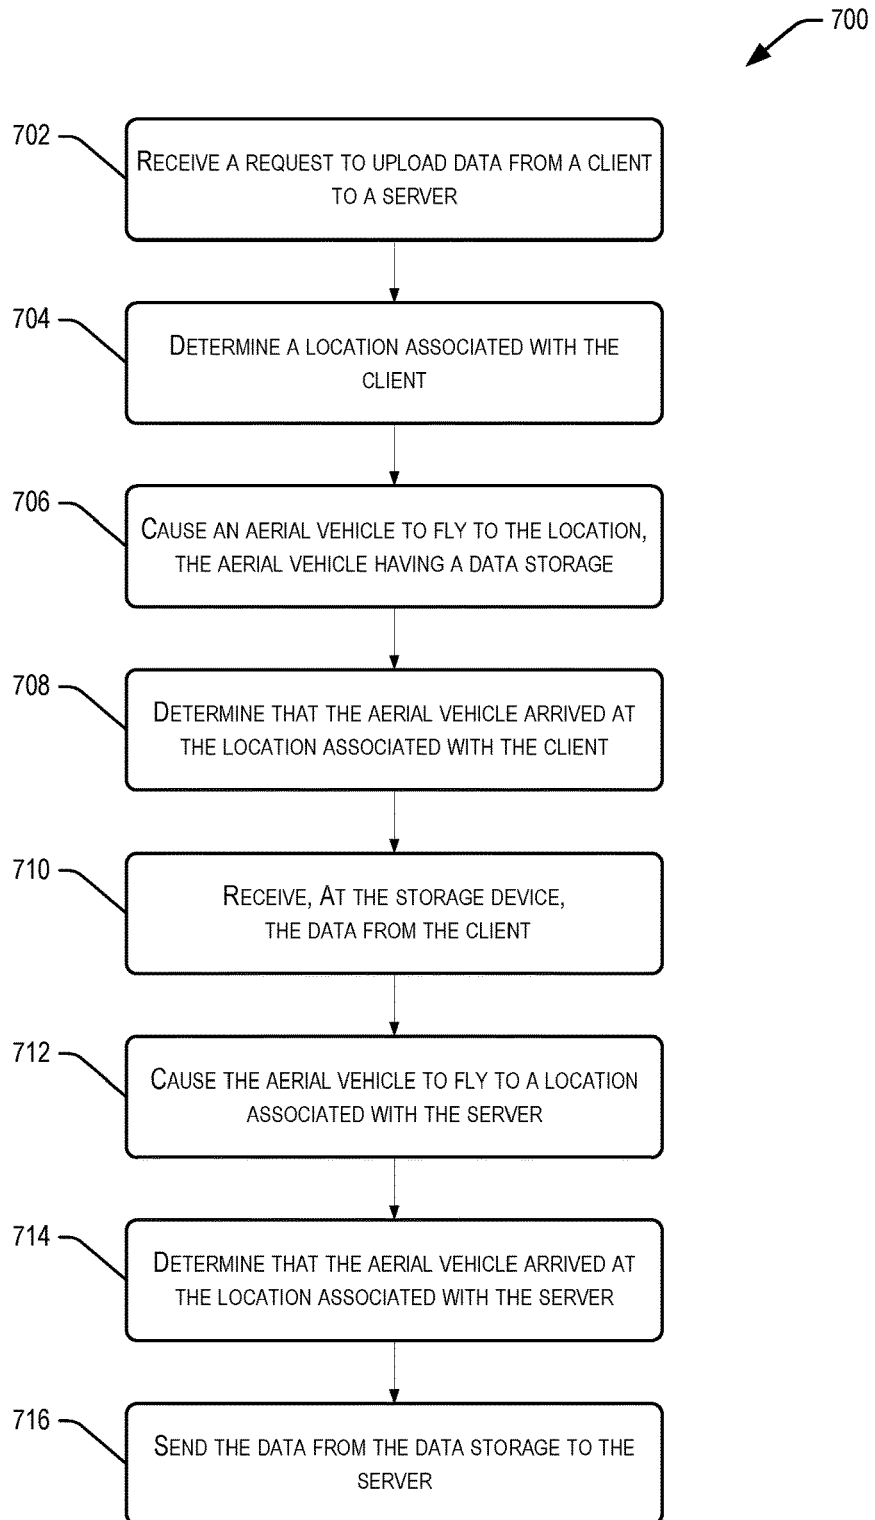 700
702
RECEIVE A REQUEST TO UPLOAD DATA FROM A CLIENT
TO A SERVER
704
DETERMINE A LOCATION ASSOCIATED WITH THE
CLIENT
706
CAUSE AN AERIAL VEHICLE TO FLY TO THE LOCATION,
THE AERIAL VEHICLE HAVING A DATA STORAGE
708
DETERMINE THAT THE AERIAL VEHICLE ARRIVED AT
THE LOCATION ASSOCIATED WITH THE CLIENT
710
RECEIVE, AT THE STORAGE DEVICE,
THE DATA FROM THE CLIENT
712
CAUSE THE AERIAL VEHICLE TO FLY TO A LOCATION
ASSOCIATED WITH THE SERVER
714
DETERMINE THAT THE AERIAL VEHICLE ARRIVED AT
THE LOCATION ASSOCIATED WITH THE SERVER
716
SEND THE DATA FROM THE DATA STORAGE TO THE
SERVER